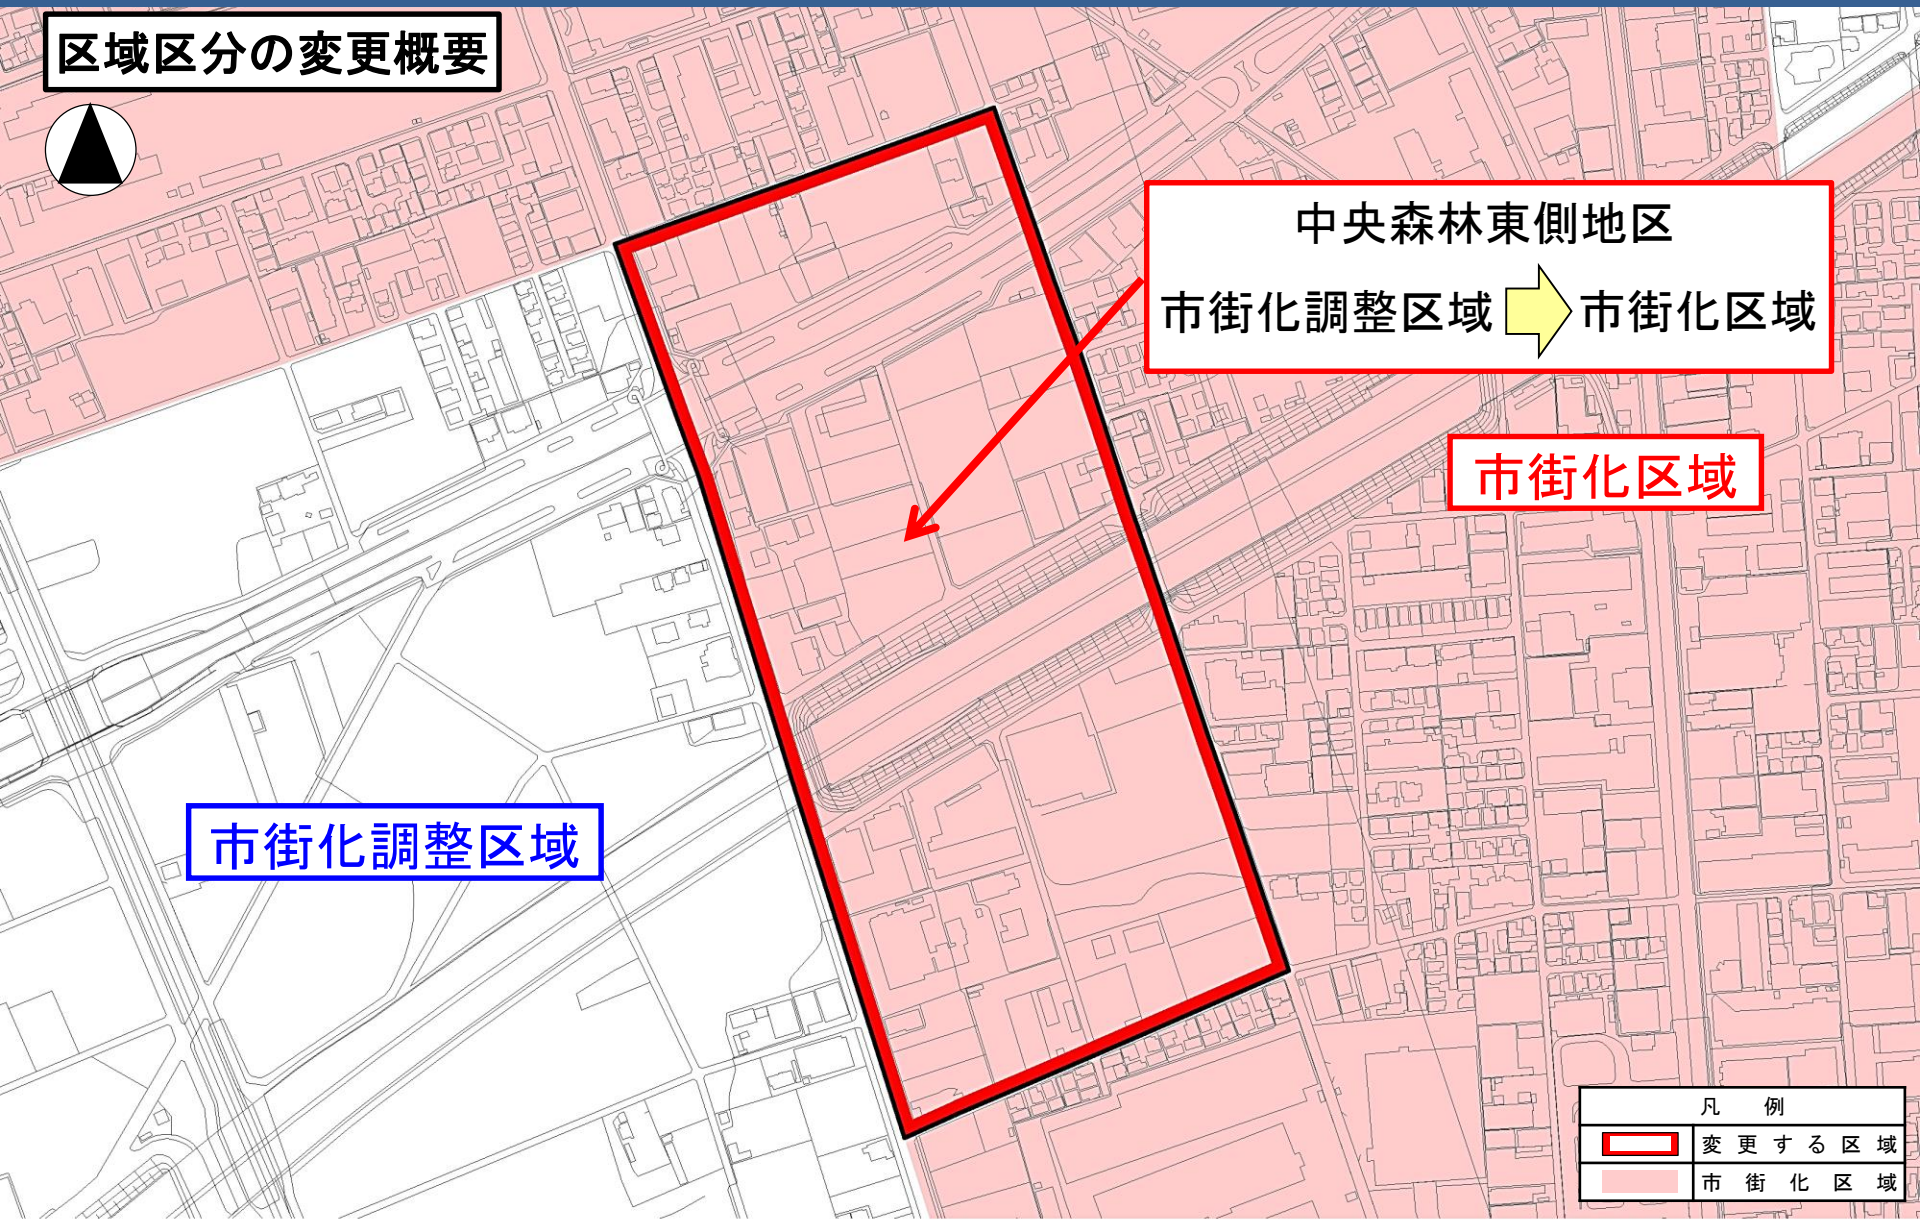 区域区分の変更概要
中央森林東側地区
市街化調整区域 市街化区域
市街化区域
市街化調整区域
凡例
変更する区域
市街化区域